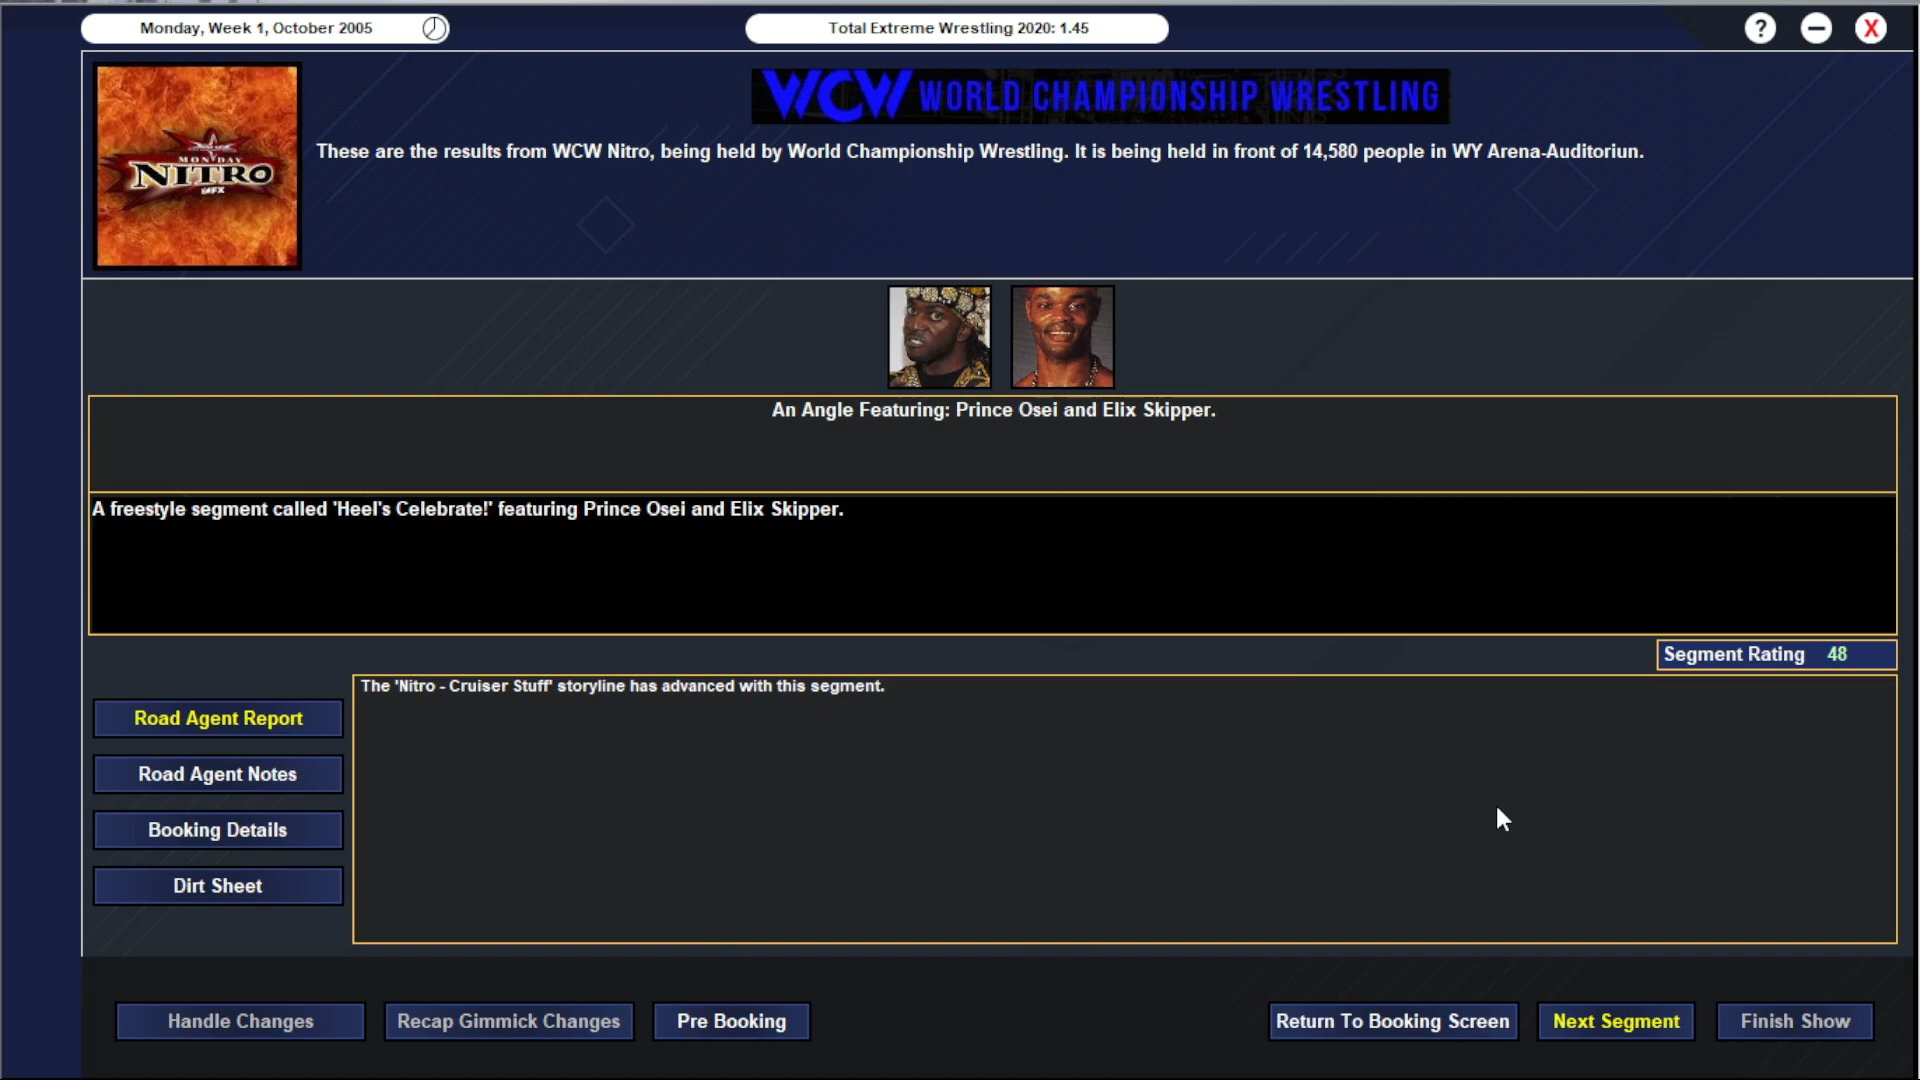 Monday, Week 1, October 2005
Total Extreme Wrestling 2020: 1.45
?
X
WCW WORLD CHAMPIONSHIP WRESTLING
MONDAY
NITRO
These are the results from WCW Nitro, being held by World Championship Wrestling. It is being held in front of 14,580 people in WY Arena-Auditoriun.
An Angle Featuring: Prince Osei and Elix Skipper.
A freestyle segment called 'Heel's Celebrate!' featuring Prince Osei and Elix Skipper.
Segment Rating 48
The 'Nitro - Cruiser Stuff' storyline has advanced with this segment.
Road Agent Report
Road Agent Notes
Booking Details
Dirt Sheet
Handle Changes
Recap Gimmick Changes
Pre Booking
Return To Booking Screen
Next Segment
Finish Show